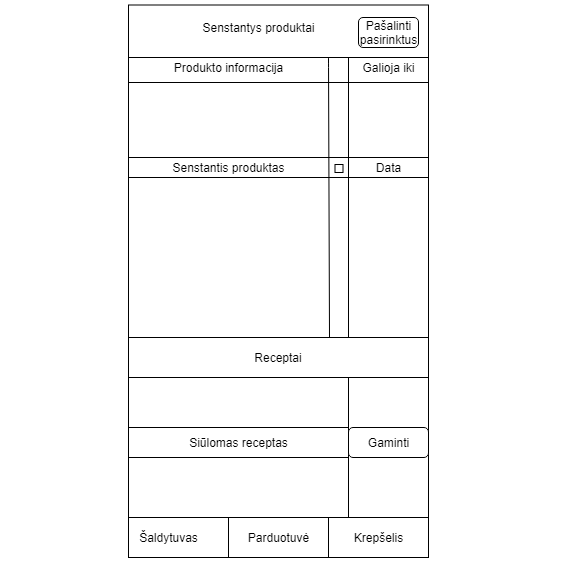 Senstantys produktai
Pašalinti
pasirinktus
Produkto informacija
Galioja iki
Senstantis produktas
Data
Receptai
Siūlomas receptas
Gaminti
Šaldytuvas
Parduotuvė
Krepšelis